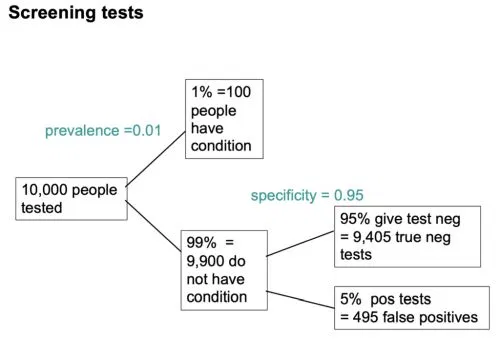 Screening tests
1% =100
people
have
condition
prevalence =0.01
10,000 people
tested
specificity = 0.95
95% give test neg
= 9,405 true neg
tests
99%  =
9,900 do
not have
condition
5%  pos tests
= 495 false positives